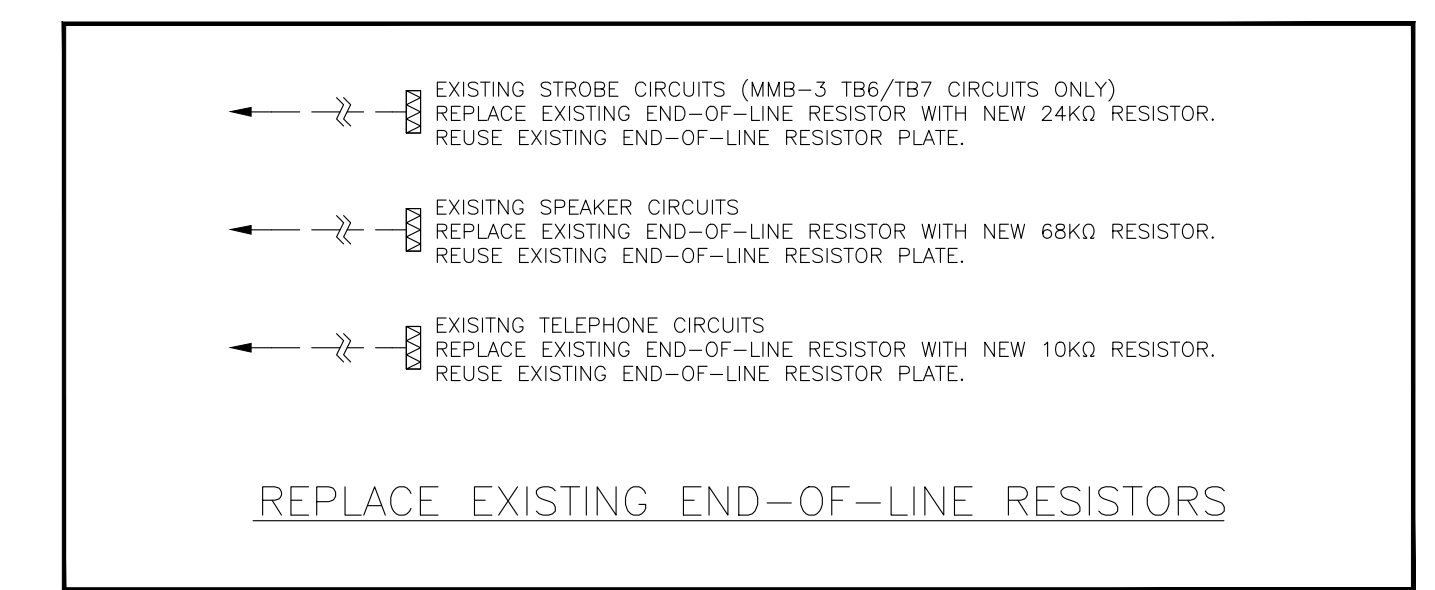 EXISTING STROBE CIRCUITS (MMB-3 TB6/TB7 CIRCUITS ONLY)
REPLACE EXISTING END-OF-LINE RESISTOR WITH NEW 24KΩ RESISTOR.
REUSE EXISTING END-OF-LINE RESISTOR PLATE.
EXISITNG SPEAKER CIRCUITS
REPLACE EXISTING END-OF-LINE RESISTOR WITH NEW 68KΩ RESISTOR.
REUSE EXISTING END-OF-LINE RESISTOR PLATE.
EXISITNG TELEPHONE CIRCUITS
REPLACE EXISTING END-OF-LINE RESISTOR WITH NEW 10KΩ RESISTOR.
REUSE EXISTING END-OF-LINE RESISTOR PLATE.
REPLACE EXISTING END-OF-LINE RESISTORS